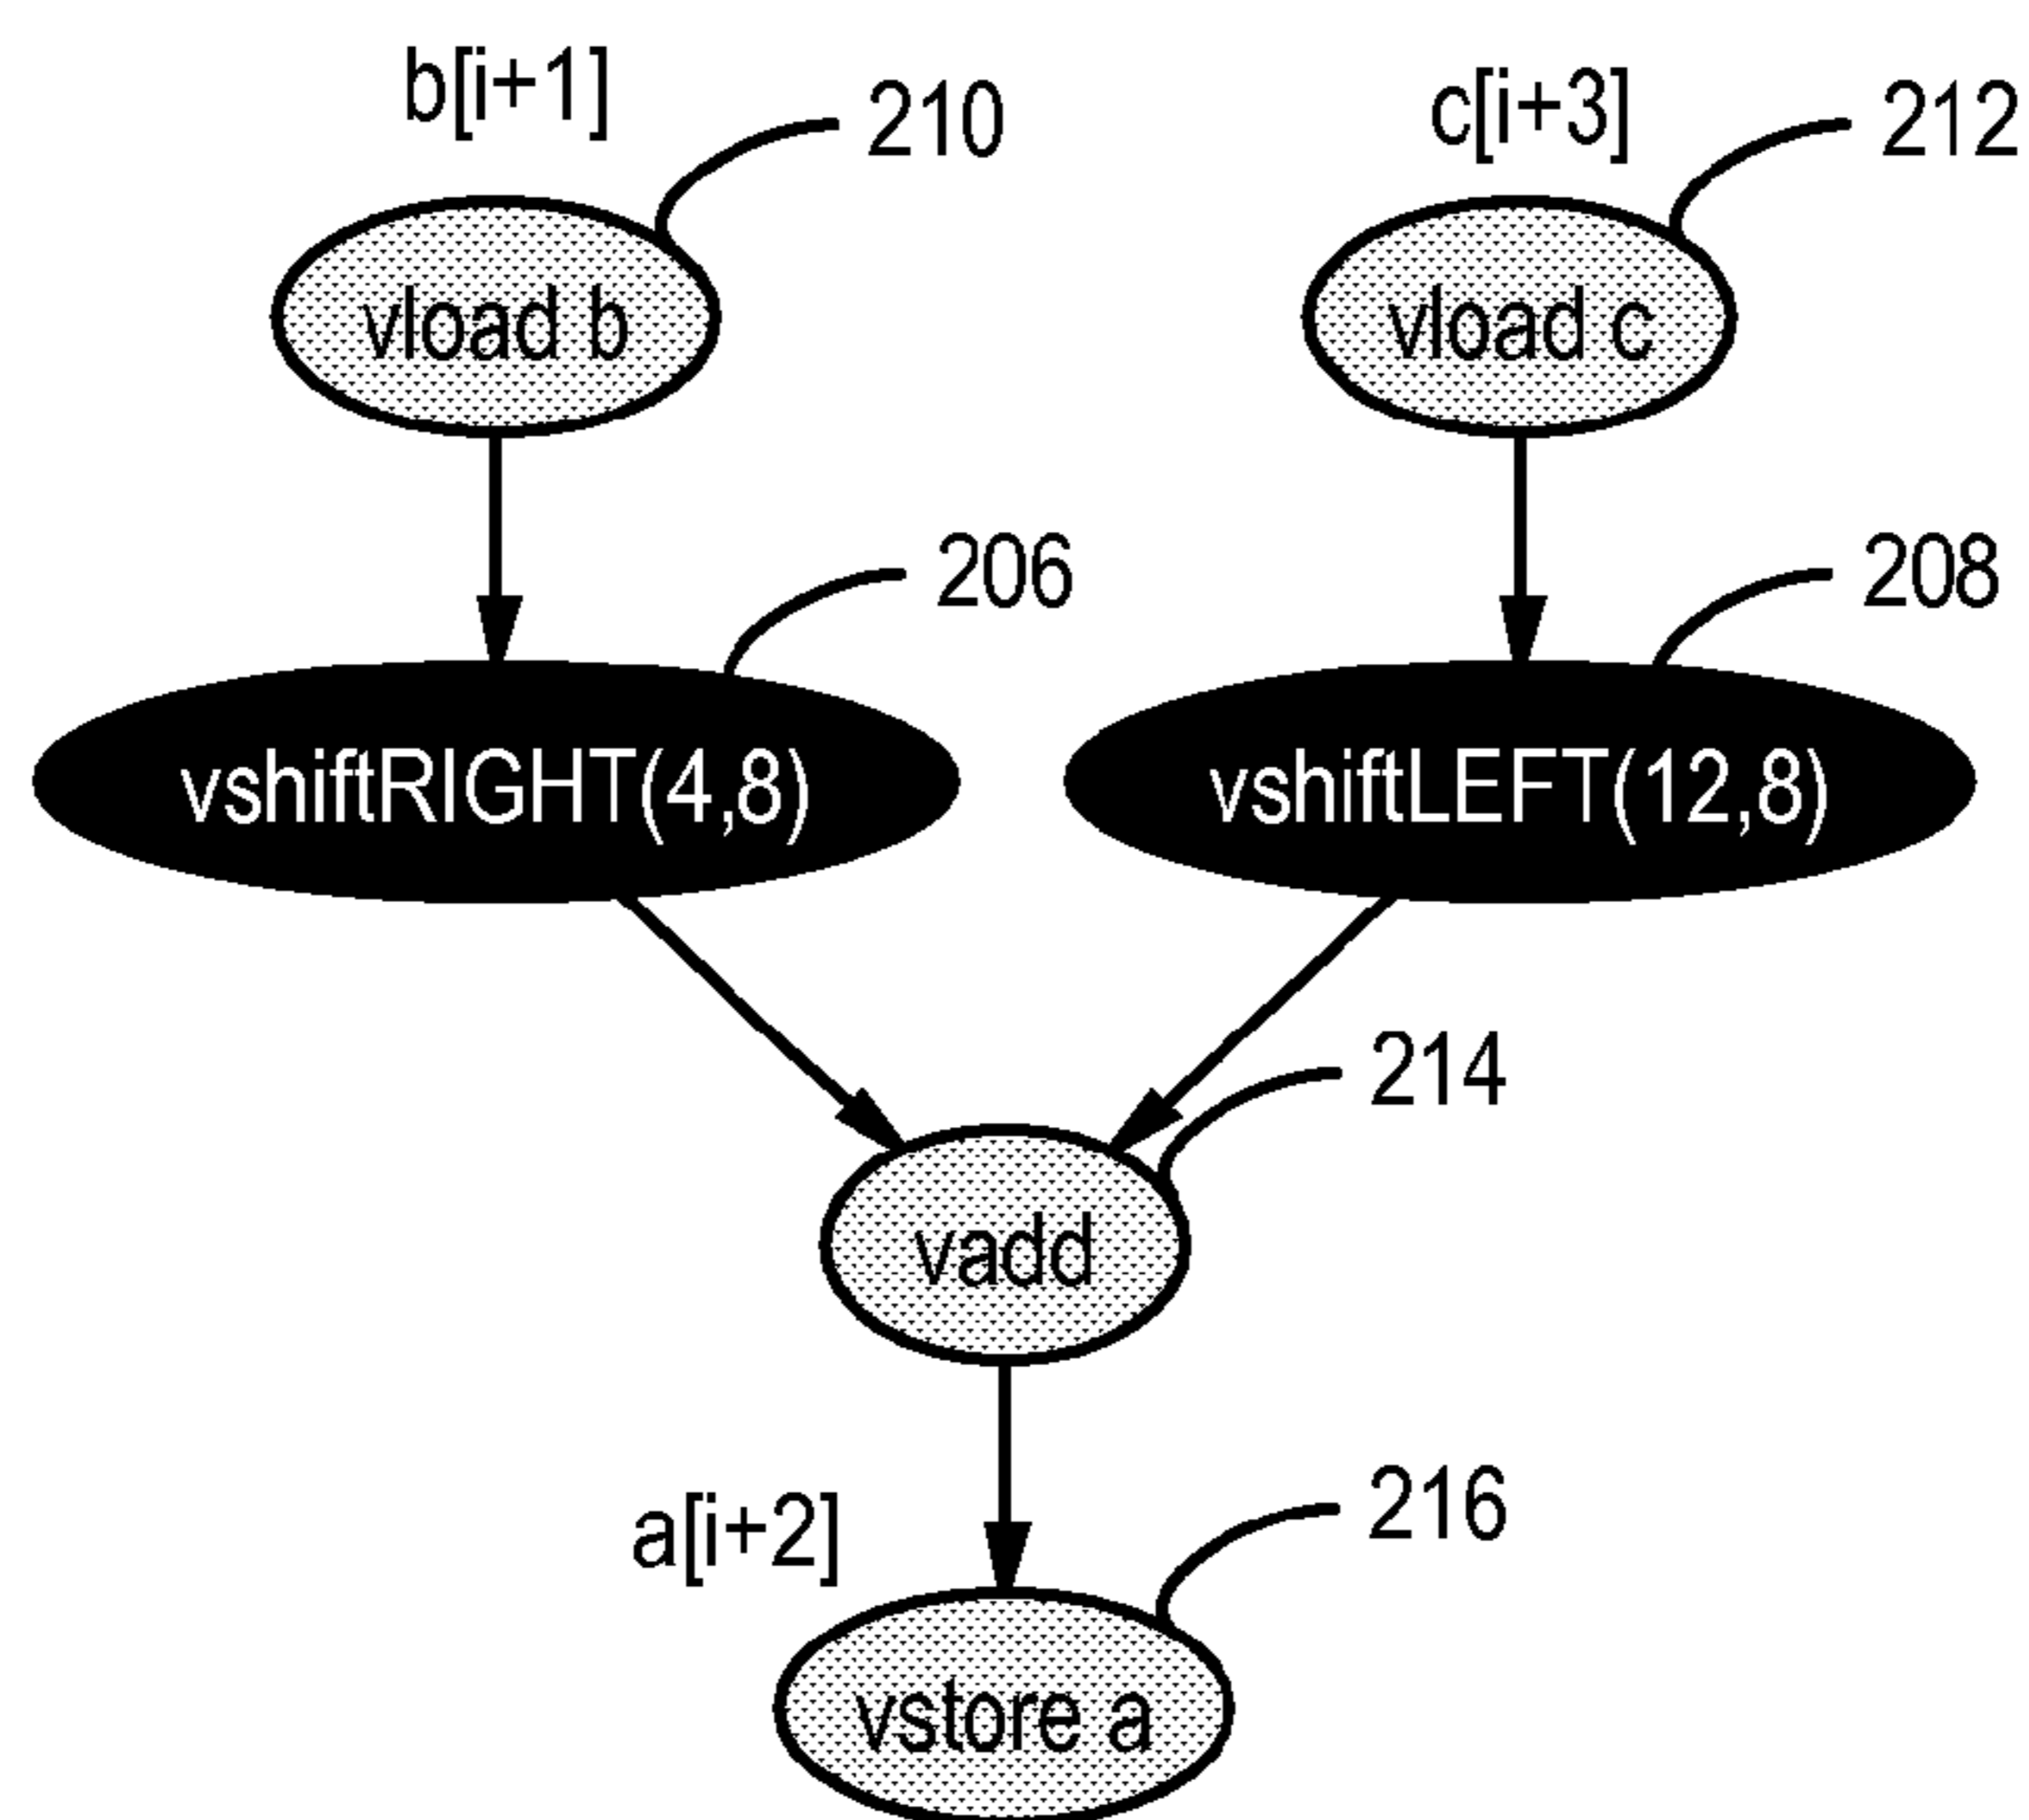 b[i+1]
210
c[i+3]
212
vload b
vload c
206
208
vshiftRIGHT(4,8)
vshiftLEFT(12,8)
214
vadd
a[i+2]
216
vstore a